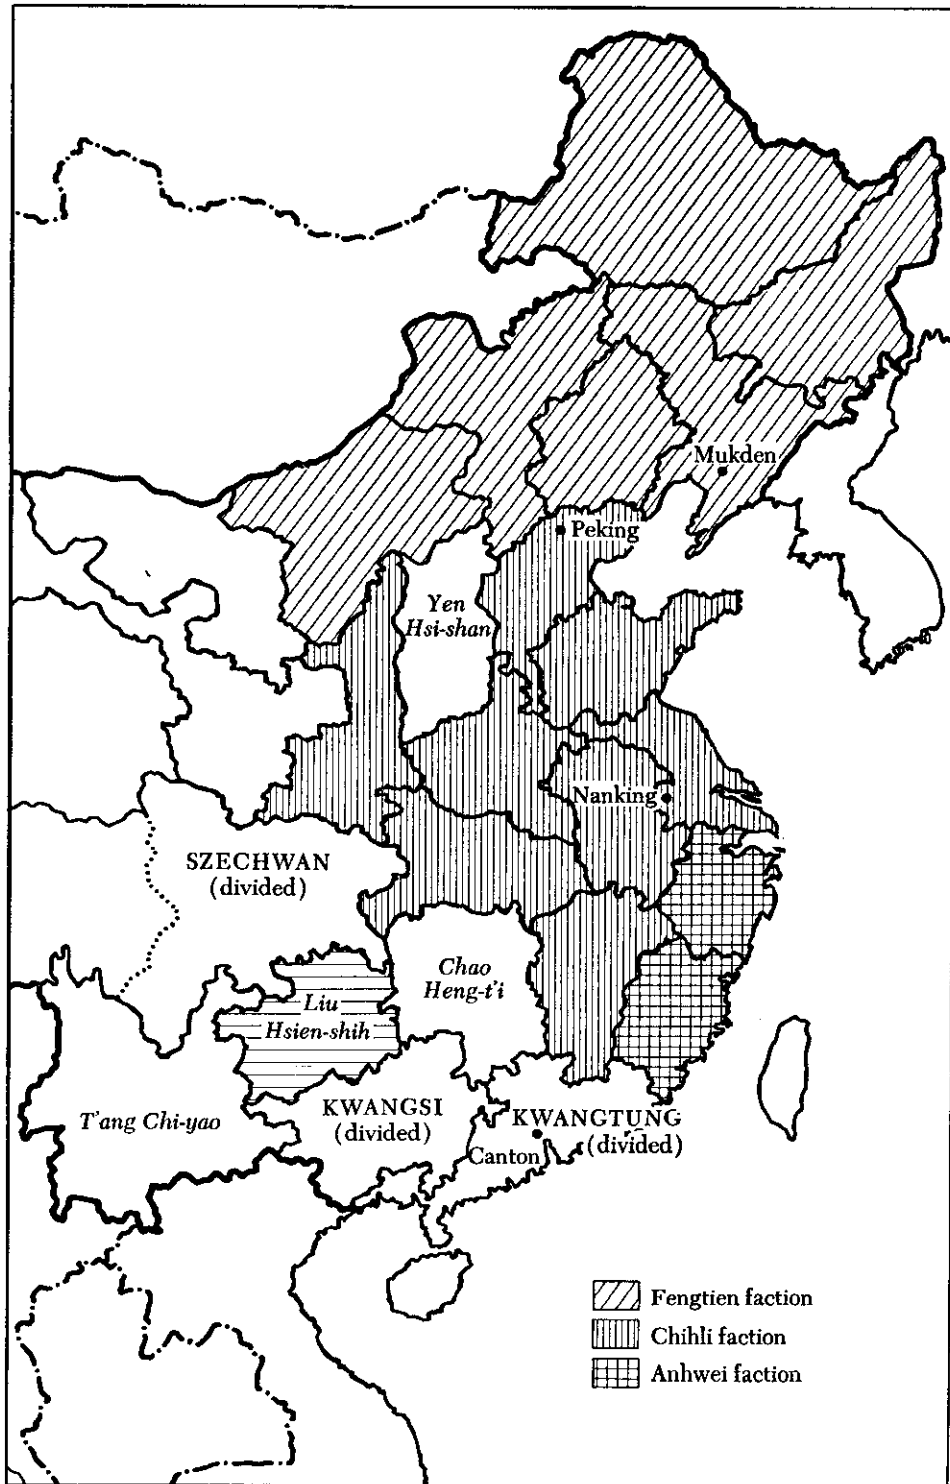 Mukden
Peking
Yen
Hsi-shan
Nanking
SZECHWAN
(divided)
Chao
Heng-t'i
Liu
Hsien-shih
T'ang Chi-yao
KWANGSI
(divided)
KWANGTUNG
(divided)
Canton
Fengtien faction
Chihli faction
Anhwei faction